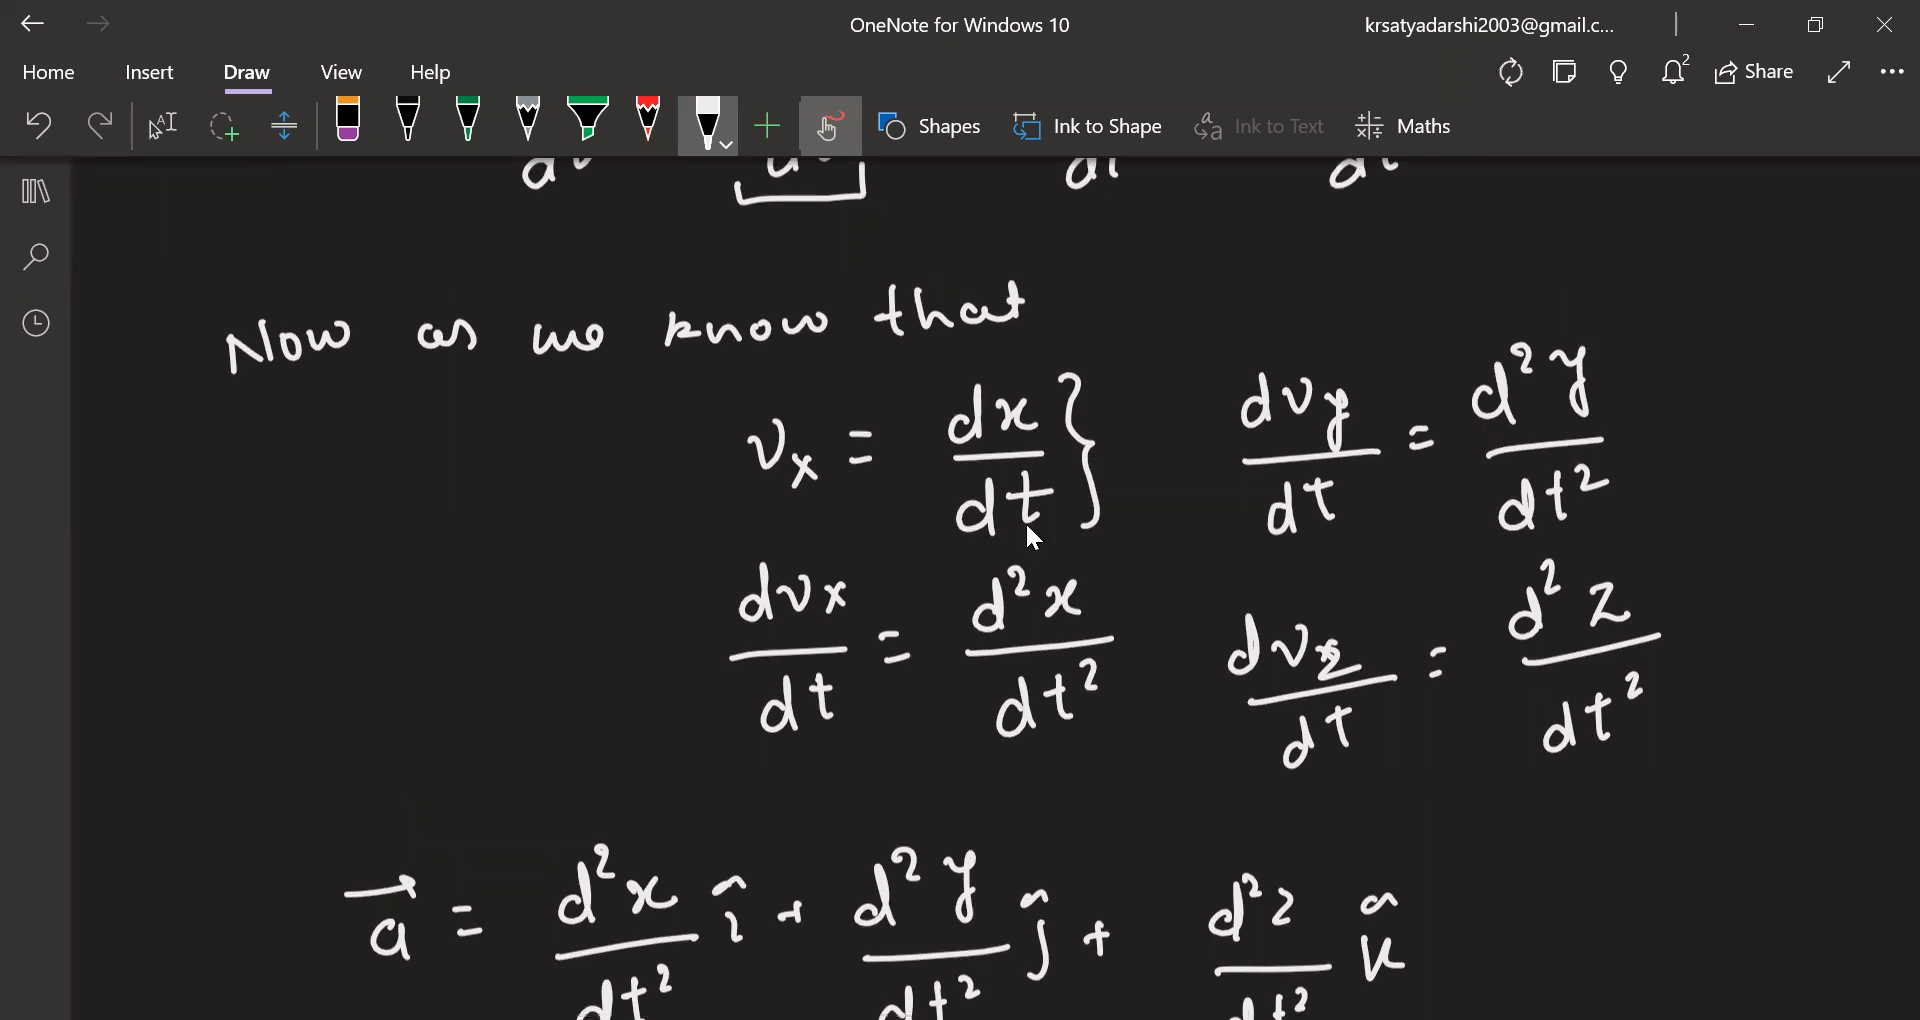 OneNote for Windows 10
krsatyadarshi2003@gmail.c...
Home Insert Draw View Help
2 Share
Shapes Ink to Shape Ink to Text Maths
Now as we know that
vₓ = dx/dt }
dvy/dt = d²y/dt²
dvx/dt = d²x/dt²
dvz/dt = d²z/dt²
a⃗ = d²x/dt² î + d²y/dt² ĵ + d²z/dt² k̂